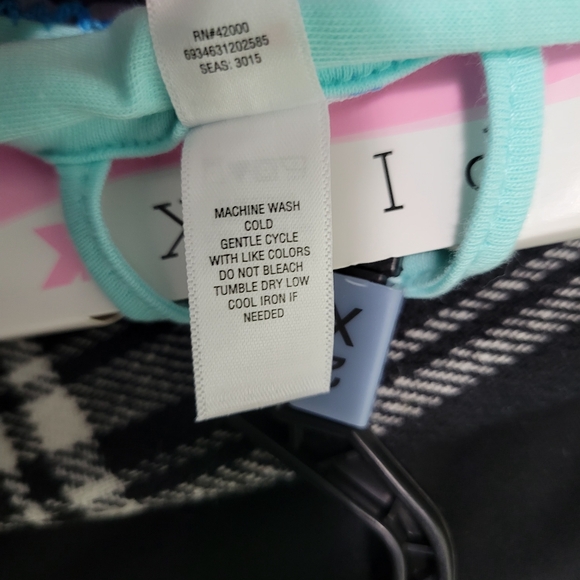 RN#42000
6934631202585
SEAS: 3015
MACHINE WASH
COLD
GENTLE CYCLE
WITH LIKE COLORS
DO NOT BLEACH
TUMBLE DRY LOW
COOL IRON IF
NEEDED
X I
X